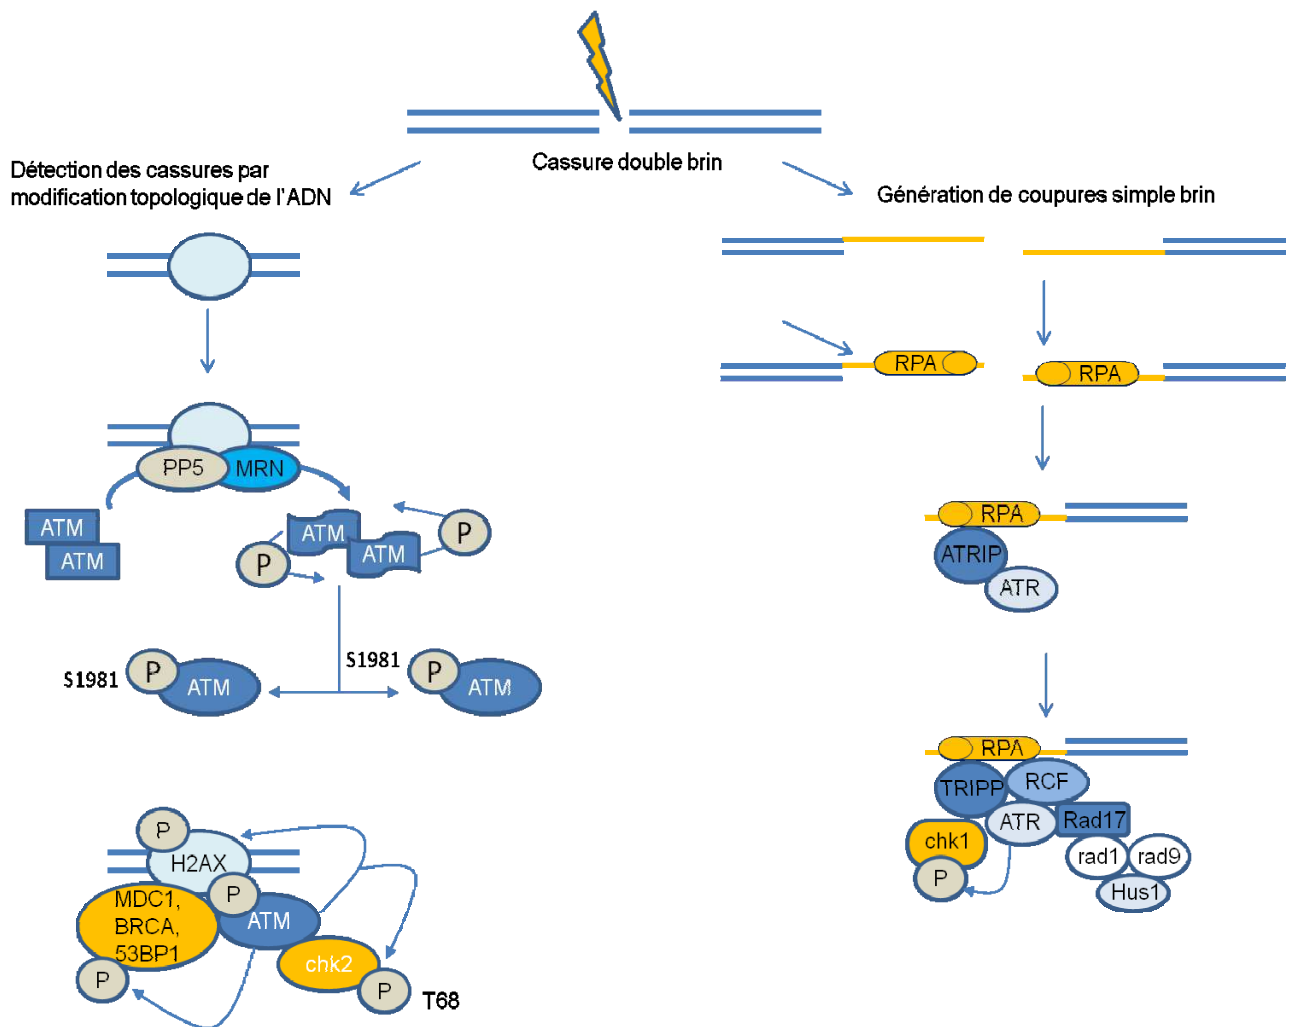 Cassure double brin
Détection des cassures par
modification topologique de l'ADN
PP5
MRN
ATM
ATM
ATM
ATM
P
P
S1981
P
ATM
S1981
P
ATM
P
H2AX
P
MDC1,
BRCA,
53BP1
ATM
P
chk2
P
T68
Génération de coupures simple brin
RPA
RPA
RPA
ATRIP
ATR
RPA
TRIPP
RCF
ATR
Rad17
chk1
P
rad1
rad9
Hus1